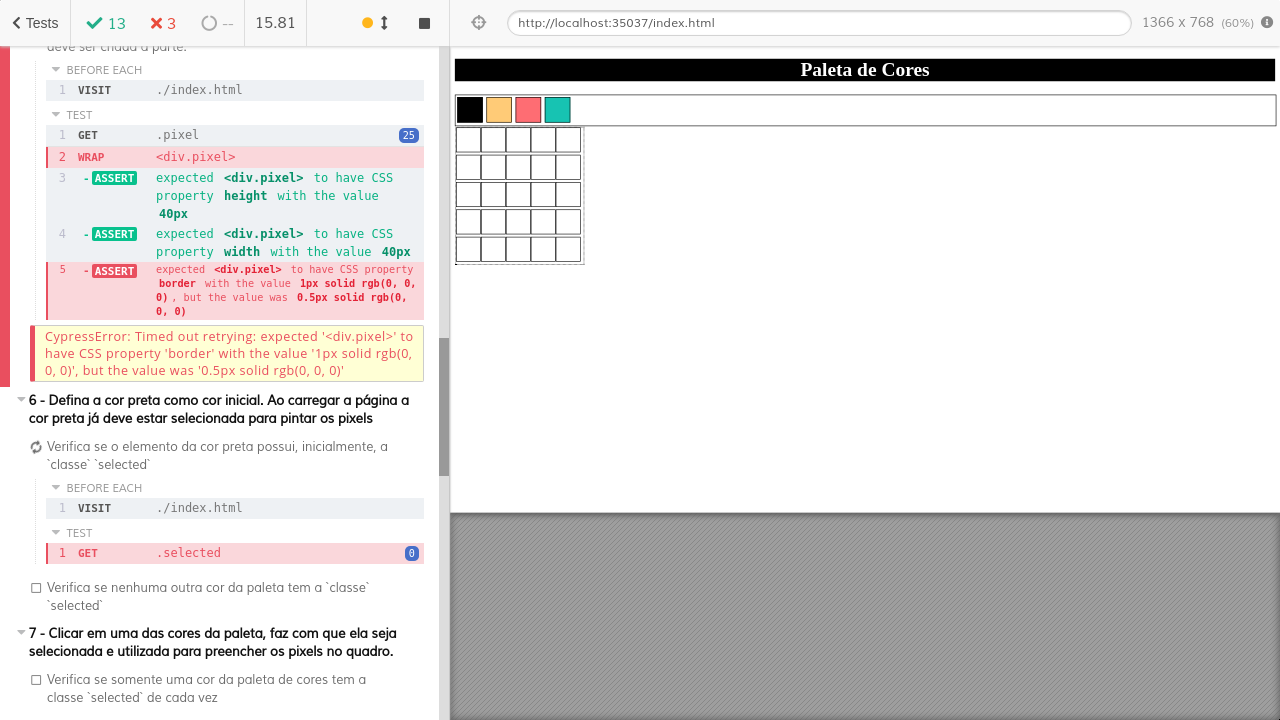 Tests 13 3 -- 15.81
http://localhost:35037/index.html 1366 x 768 (60%)
deve ser criada à parte.
BEFORE EACH
1 VISIT ./index.html
TEST
1 GET .pixel 25
2 WRAP <div.pixel>
3 -ASSERT expected <div.pixel> to have CSS
property height with the value
40px
4 -ASSERT expected <div.pixel> to have CSS
property width with the value 40px
5 -ASSERT expected <div.pixel> to have CSS property
border with the value 1px solid rgb(0, 0,
0) , but the value was 0.5px solid rgb(0,
0, 0)
CypressError: Timed out retrying: expected '<div.pixel>' to
have CSS property 'border' with the value '1px solid rgb(0,
0, 0)', but the value was '0.5px solid rgb(0, 0, 0)'
6 - Defina a cor preta como cor inicial. Ao carregar a página a
cor preta já deve estar selecionada para pintar os pixels
Verifica se o elemento da cor preta possui, inicialmente, a
`classe` `selected`
BEFORE EACH
1 VISIT ./index.html
TEST
1 GET .selected 0
Verifica se nenhuma outra cor da paleta tem a `classe`
`selected`
7 - Clicar em uma das cores da paleta, faz com que ela seja
selecionada e utilizada para preencher os pixels no quadro.
Verifica se somente uma cor da paleta de cores tem a
classe `selected` de cada vez
Paleta de Cores